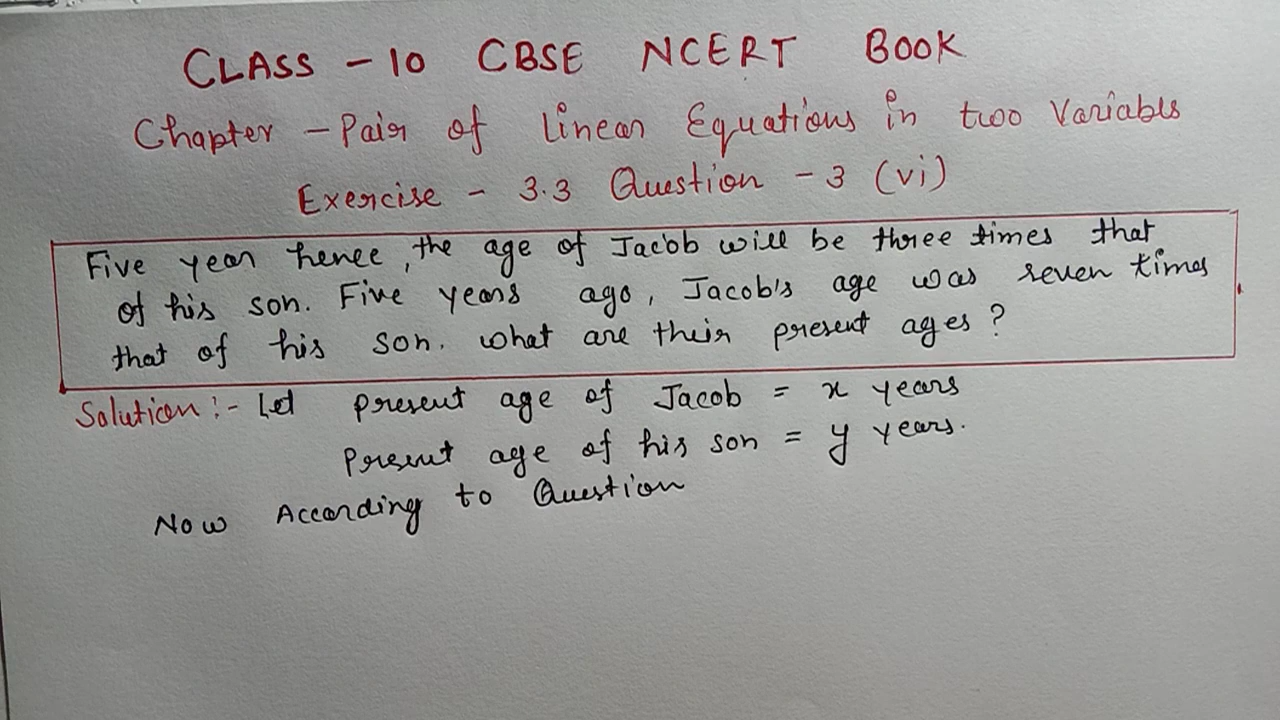 CLASS - 10 CBSE NCERT BOOK
Chapter - Pair of linear Equations in two Variables
Exercise - 3.3 Question - 3 (vi)
Five year hence, the age of Jacob will be three times that
of his son. Five years ago, Jacob's age was seven times
that of his son. what are their present ages?
Solution :- Let present age of Jacob = x years
Present age of his son = y years.
Now According to Question